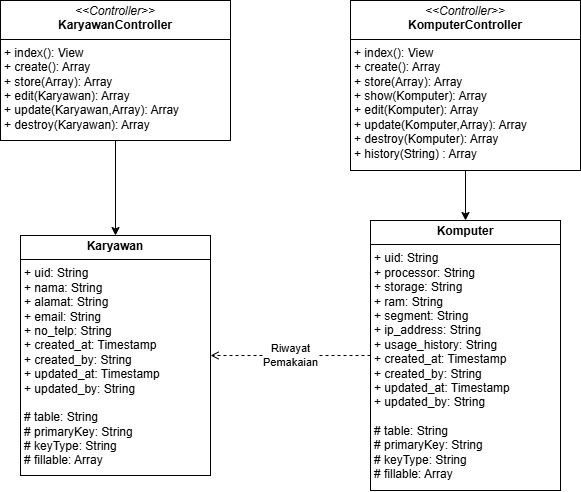 <<Controller>>
KaryawanController
+ index(): View
+ create(): Array
+ store(Array): Array
+ edit(Karyawan): Array
+ update(Karyawan,Array): Array
+ destroy(Karyawan): Array
<<Controller>>
KomputerController
+ index(): View
+ create(): Array
+ store(Array): Array
+ show(Komputer): Array
+ edit(Komputer): Array
+ update(Komputer,Array): Array
+ destroy(Komputer): Array
+ history(String) : Array
Karyawan
+ uid: String
+ nama: String
+ alamat: String
+ email: String
+ no_telp: String
+ created_at: Timestamp
+ created_by: String
+ updated_at: Timestamp
+ updated_by: String
# table: String
# primaryKey: String
# keyType: String
# fillable: Array
Riwayat
Pemakaian
Komputer
+ uid: String
+ processor: String
+ storage: String
+ ram: String
+ segment: String
+ ip_address: String
+ usage_history: String
+ created_at: Timestamp
+ created_by: String
+ updated_at: Timestamp
+ updated_by: String
# table: String
# primaryKey: String
# keyType: String
# fillable: Array